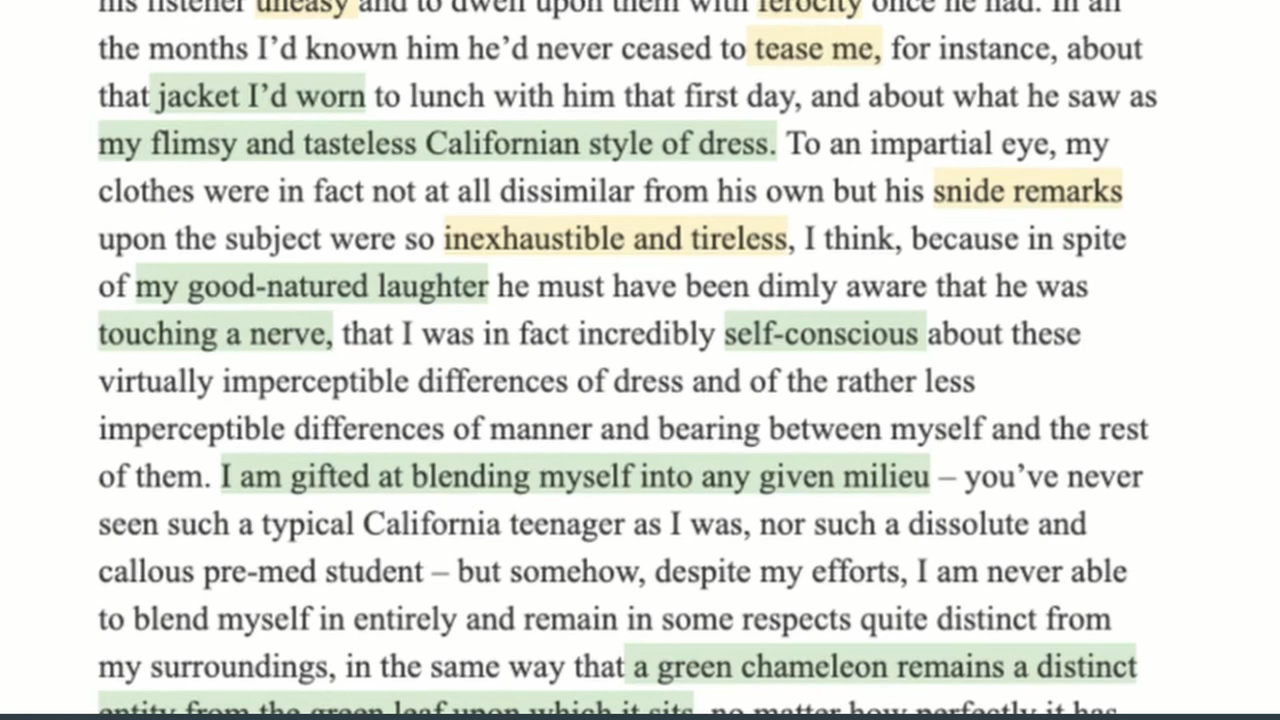 his listener uneasy and to dwell upon them with ferocity once he had. In all
the months I’d known him he’d never ceased to tease me, for instance, about
that jacket I’d worn to lunch with him that first day, and about what he saw as
my flimsy and tasteless Californian style of dress. To an impartial eye, my
clothes were in fact not at all dissimilar from his own but his snide remarks
upon the subject were so inexhaustible and tireless, I think, because in spite
of my good-natured laughter he must have been dimly aware that he was
touching a nerve, that I was in fact incredibly self-conscious about these
virtually imperceptible differences of dress and of the rather less
imperceptible differences of manner and bearing between myself and the rest
of them. I am gifted at blending myself into any given milieu – you’ve never
seen such a typical California teenager as I was, nor such a dissolute and
callous pre-med student – but somehow, despite my efforts, I am never able
to blend myself in entirely and remain in some respects quite distinct from
my surroundings, in the same way that a green chameleon remains a distinct
entity from the green leaf upon which it sits, no matter how perfectly it has